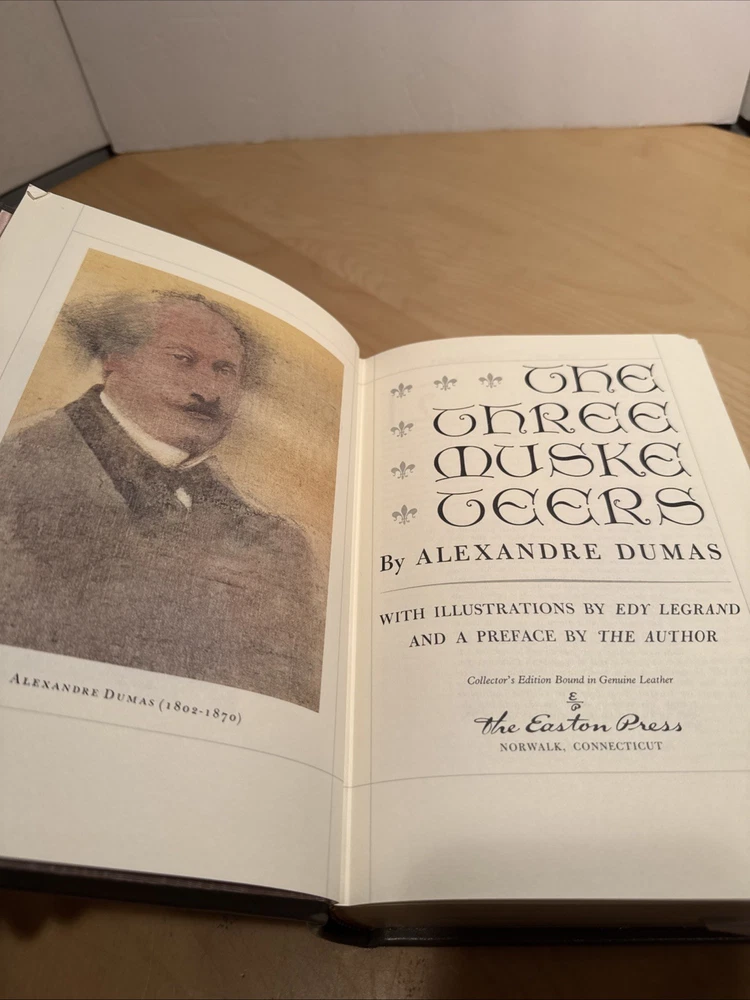 ALEXANDRE DUMAS (1802-1870)
THE
THREE
MUSKE
TEERS
By ALEXANDRE DUMAS
WITH ILLUSTRATIONS BY EDY LEGRAND
AND A PREFACE BY THE AUTHOR
Collector's Edition Bound in Genuine Leather
EP
The Easton Press
NORWALK, CONNECTICUT